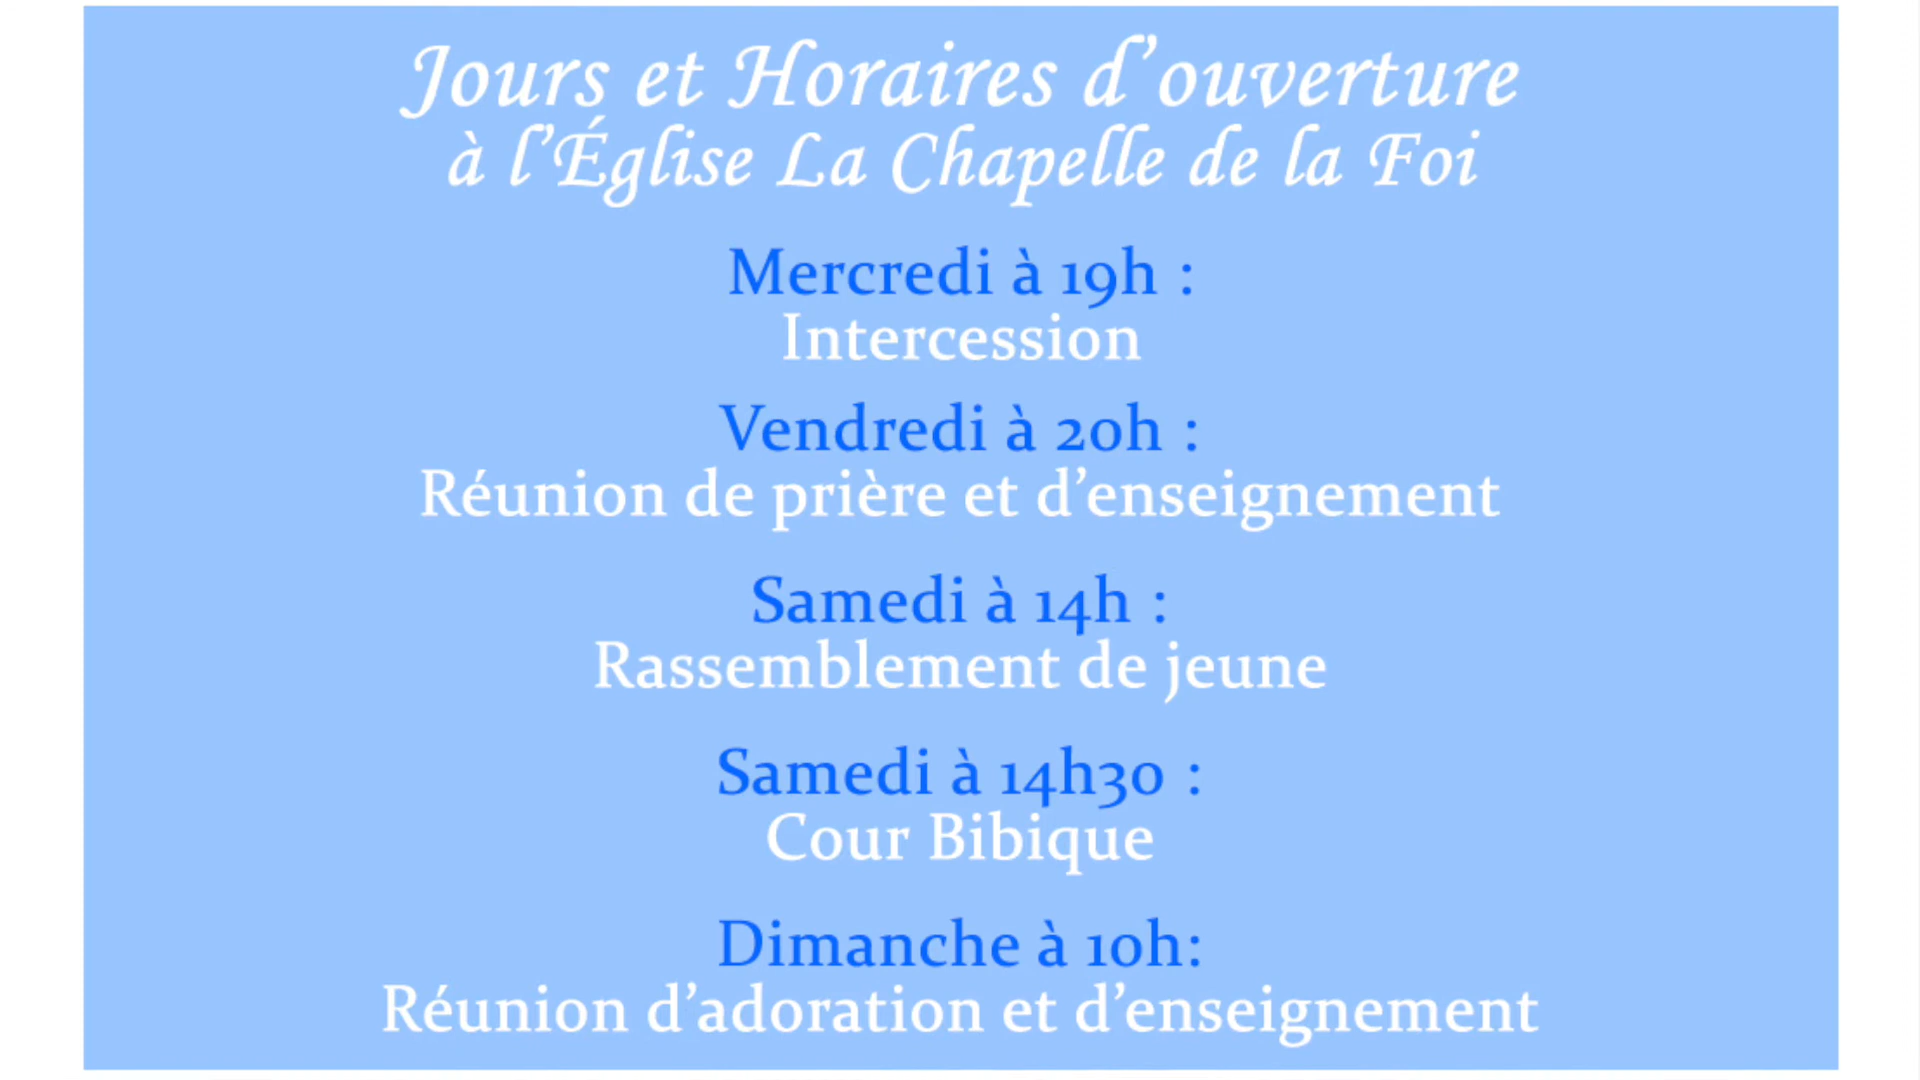 Jours et Horaires d’ouverture
à l’Église La Chapelle de la Foi
Mercredi à 19h :
Intercession
Vendredi à 20h :
Réunion de prière et d’enseignement
Samedi à 14h :
Rassemblement de jeune
Samedi à 14h30 :
Cour Bibique
Dimanche à 10h:
Réunion d’adoration et d’enseignement